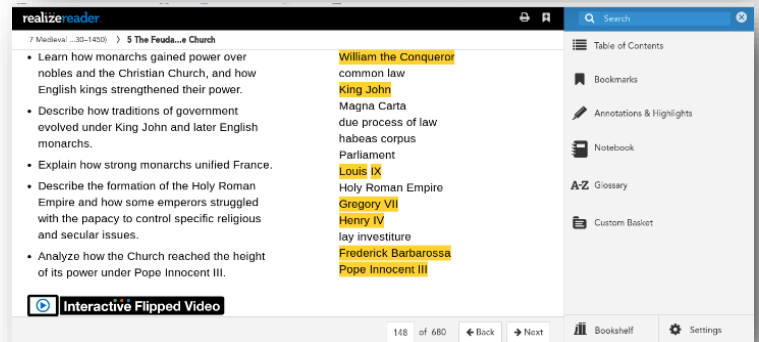 realizereader.
7 Medieval ...30–1450) > 5 The Feuda...e Church
• Learn how monarchs gained power over
nobles and the Christian Church, and how
English kings strengthened their power.
• Describe how traditions of government
evolved under King John and later English
monarchs.
• Explain how strong monarchs unified France.
• Describe the formation of the Holy Roman
Empire and how some emperors struggled
with the papacy to control specific religious
and secular issues.
• Analyze how the Church reached the height
of its power under Pope Innocent III.
Interactive Flipped Video
William the Conqueror
common law
King John
Magna Carta
due process of law
habeas corpus
Parliament
Louis IX
Holy Roman Empire
Gregory VII
Henry IV
lay investiture
Frederick Barbarossa
Pope Innocent III
148 of 680 Back Next
Search
Table of Contents
Bookmarks
Annotations & Highlights
Notebook
A-Z Glossary
Custom Basket
Bookshelf Settings